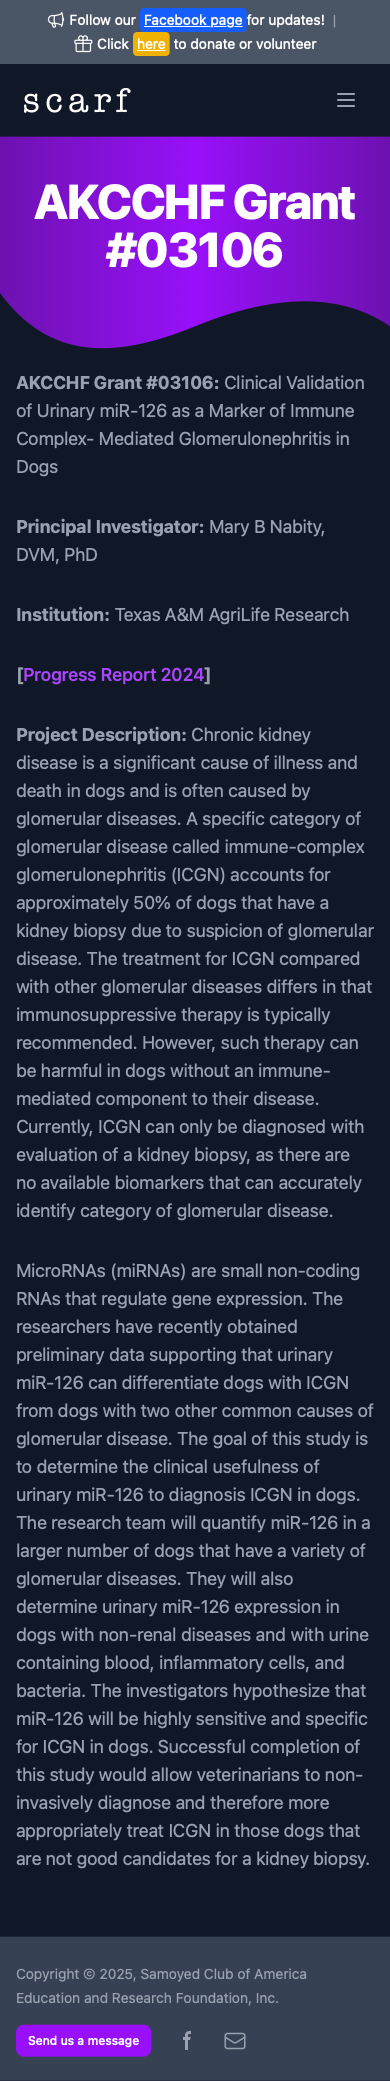 Follow our Facebook page for updates! |
Click here to donate or volunteer
scarf
AKCCHF Grant
#03106
AKCCHF Grant #03106: Clinical Validation
of Urinary miR-126 as a Marker of Immune
Complex- Mediated Glomerulonephritis in
Dogs
Principal Investigator: Mary B Nabity,
DVM, PhD
Institution: Texas A&M AgriLife Research
[Progress Report 2024]
Project Description: Chronic kidney
disease is a significant cause of illness and
death in dogs and is often caused by
glomerular diseases. A specific category of
glomerular disease called immune-complex
glomerulonephritis (ICGN) accounts for
approximately 50% of dogs that have a
kidney biopsy due to suspicion of glomerular
disease. The treatment for ICGN compared
with other glomerular diseases differs in that
immunosuppressive therapy is typically
recommended. However, such therapy can
be harmful in dogs without an immune-
mediated component to their disease.
Currently, ICGN can only be diagnosed with
evaluation of a kidney biopsy, as there are
no available biomarkers that can accurately
identify category of glomerular disease.
MicroRNAs (miRNAs) are small non-coding
RNAs that regulate gene expression. The
researchers have recently obtained
preliminary data supporting that urinary
miR-126 can differentiate dogs with ICGN
from dogs with two other common causes of
glomerular disease. The goal of this study is
to determine the clinical usefulness of
urinary miR-126 to diagnosis ICGN in dogs.
The research team will quantify miR-126 in a
larger number of dogs that have a variety of
glomerular diseases. They will also
determine urinary miR-126 expression in
dogs with non-renal diseases and with urine
containing blood, inflammatory cells, and
bacteria. The investigators hypothesize that
miR-126 will be highly sensitive and specific
for ICGN in dogs. Successful completion of
this study would allow veterinarians to non-
invasively diagnose and therefore more
appropriately treat ICGN in those dogs that
are not good candidates for a kidney biopsy.
Copyright © 2025, Samoyed Club of America
Education and Research Foundation, Inc.
Send us a message